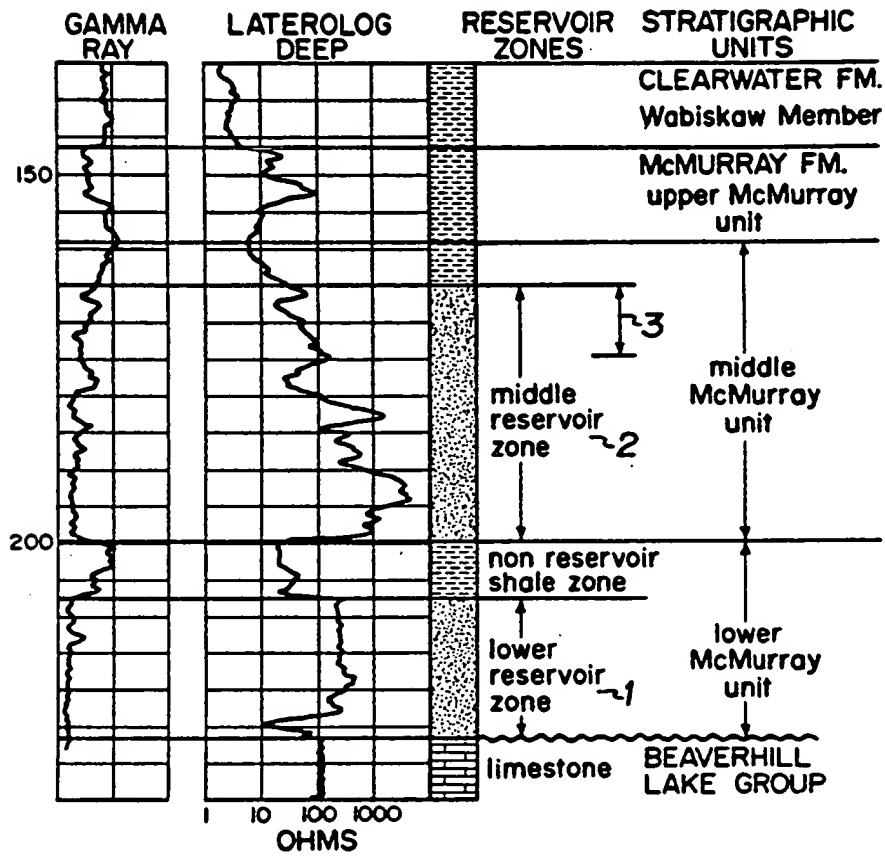 GAMMA RAY
LATEROLOG DEEP
RESERVOIR ZONES
STRATIGRAPHIC UNITS
CLEARWATER FM.
Wabiskaw Member
150
McMURRAY FM.
upper McMurray
unit
3
middle
reservoir
zone
2
middle
McMurray
unit
200
non reservoir
shale zone
lower
reservoir
zone
1
lower
McMurray
unit
limestone
BEAVERHILL
LAKE GROUP
1 10 100 1000
OHMS